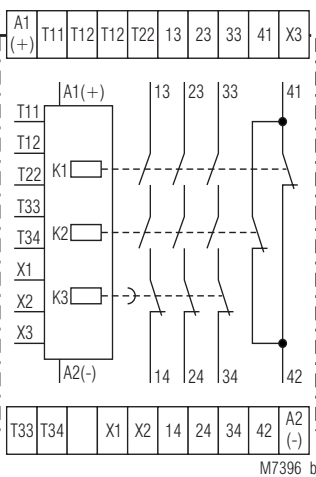 A1 (+) T11 T12 T12 T22 13 23 33 41 X3
A1(+) 13 23 33 41
T11
T12
T22 K1
T33
T34 K2
X1
X2 K3
X3
A2(-) 14 24 34 42
T33 T34 X1 X2 14 24 34 42 A2 (-)
M7396 b